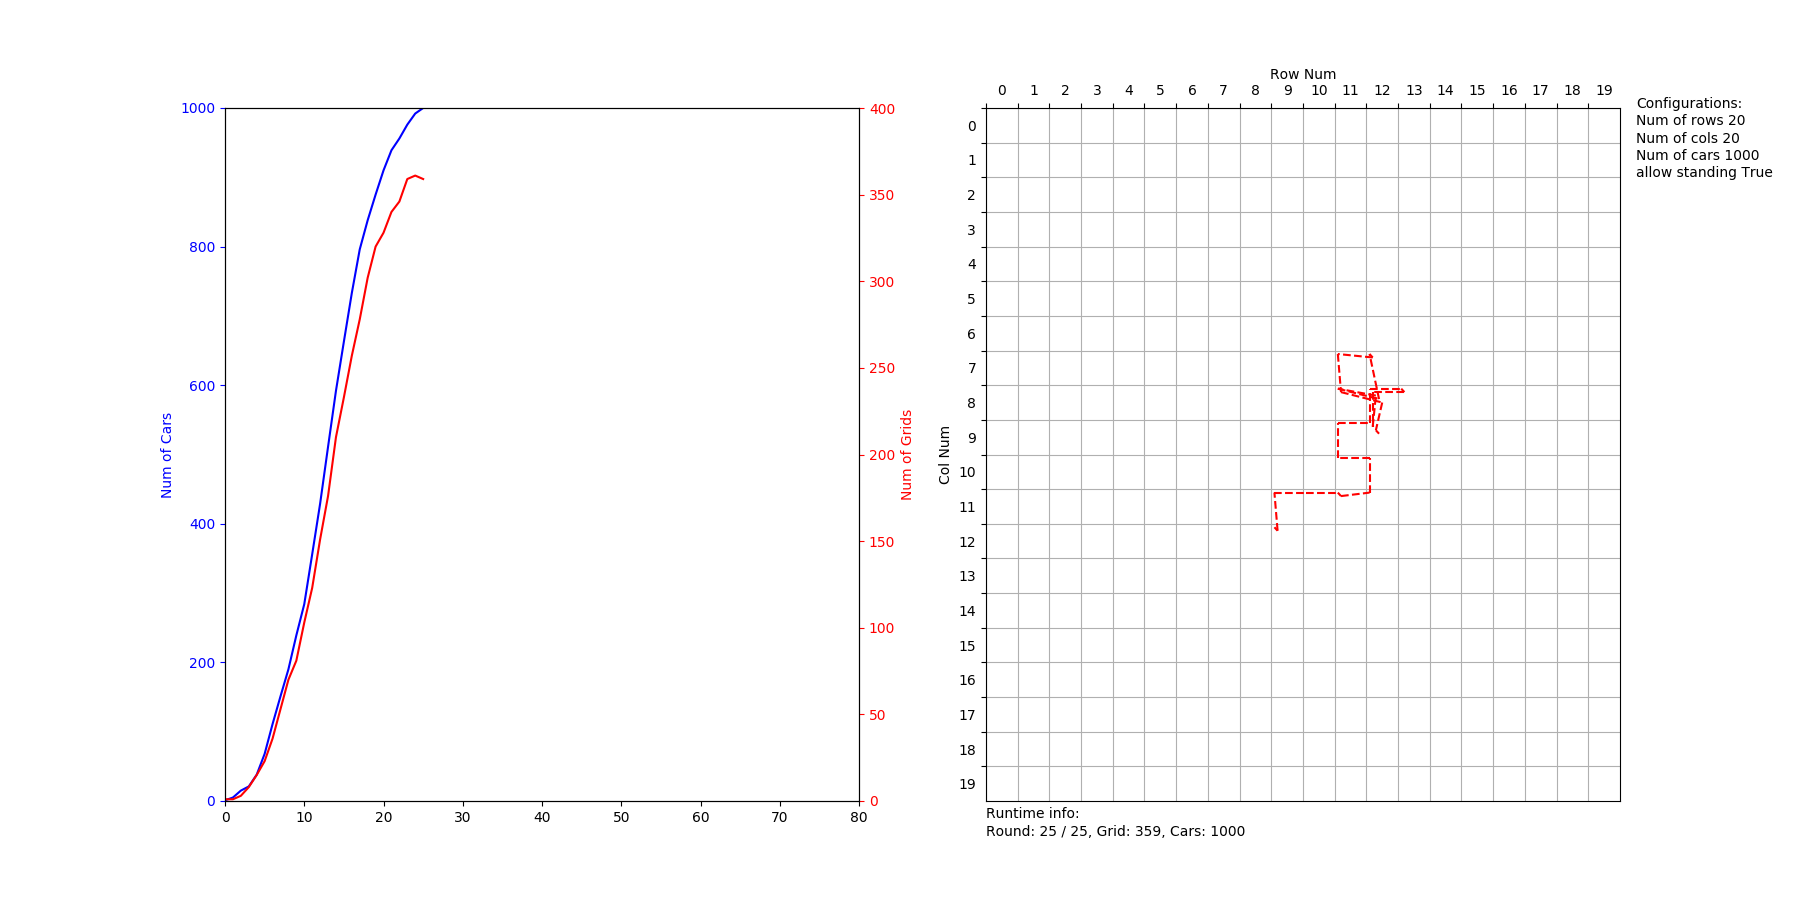 1000
800
600
400
200
0
Num of Cars
0 10 20 30 40 50 60 70 80
400
350
300
250
200
150
100
50
0
Num of Grids
Row Num
0 1 2 3 4 5 6 7 8 9 10 11 12 13 14 15 16 17 18 19
Col Num
0
1
2
3
4
5
6
7
8
9
10
11
12
13
14
15
16
17
18
19
Configurations:
Num of rows 20
Num of cols 20
Num of cars 1000
allow standing True
Runtime info:
Round: 25 / 25, Grid: 359, Cars: 1000